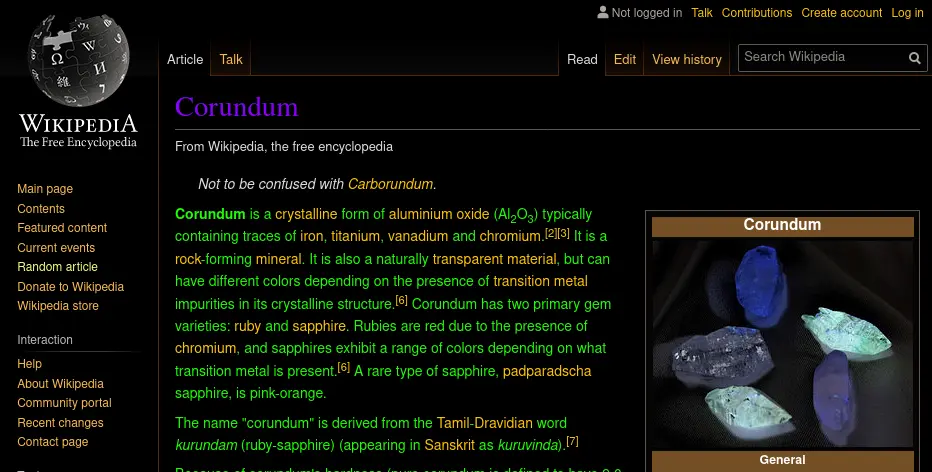 Not logged in Talk Contributions Create account Log in
Article Talk Read Edit View history Search Wikipedia
Ω W И 維
WIKIPEDIA
The Free Encyclopedia
Main page
Contents
Featured content
Current events
Random article
Donate to Wikipedia
Wikipedia store
Interaction
Help
About Wikipedia
Community portal
Recent changes
Contact page
Corundum
From Wikipedia, the free encyclopedia
Not to be confused with Carborundum.
Corundum is a crystalline form of aluminium oxide (Al2O3) typically
containing traces of iron, titanium, vanadium and chromium.[2][3] It is a
rock-forming mineral. It is also a naturally transparent material, but can
have different colors depending on the presence of transition metal
impurities in its crystalline structure.[6] Corundum has two primary gem
varieties: ruby and sapphire. Rubies are red due to the presence of
chromium, and sapphires exhibit a range of colors depending on what
transition metal is present.[6] A rare type of sapphire, padparadscha
sapphire, is pink-orange.
The name "corundum" is derived from the Tamil-Dravidian word
kurundam (ruby-sapphire) (appearing in Sanskrit as kuruvinda).[7]
Corundum
General